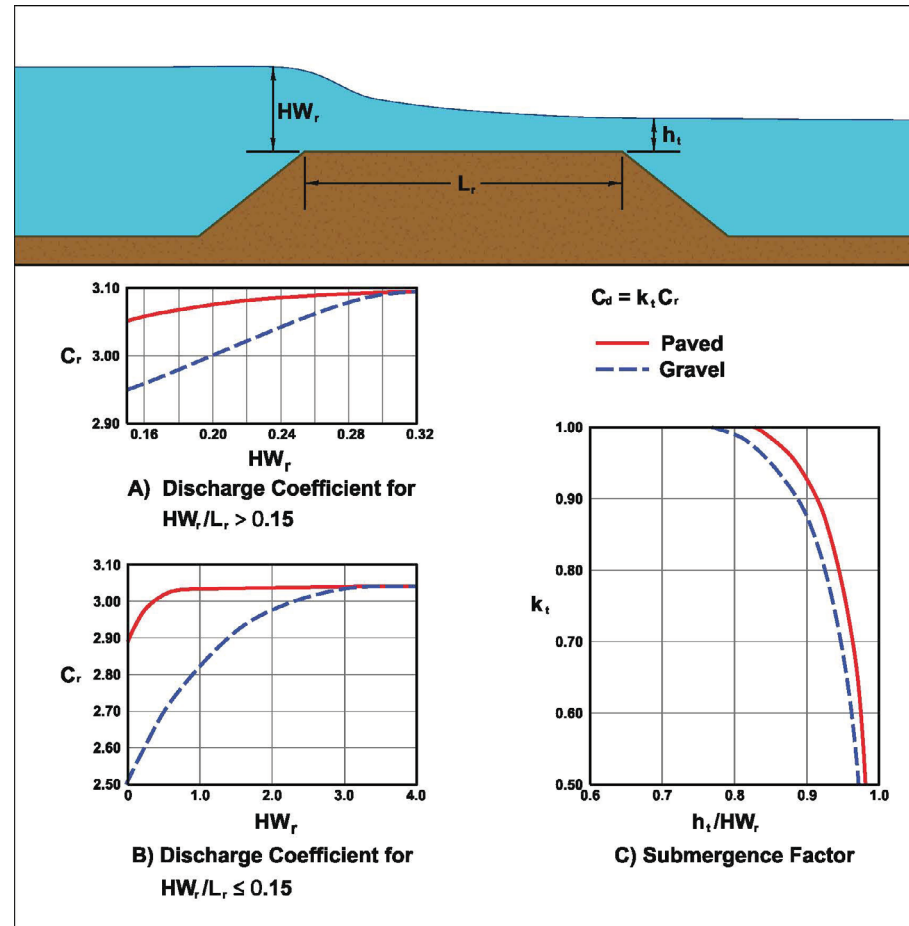 HWᵣ
hₜ
Lᵣ
3.10
3.00
2.90
Cᵣ
0.16 0.20 0.24 0.28 0.32
HWᵣ
A) Discharge Coefficient for
HWᵣ/Lᵣ > 0.15
C_d = kₜCᵣ
Paved
Gravel
3.10
3.00
2.90
2.80
2.70
2.60
2.50
Cᵣ
0 1.0 2.0 3.0 4.0
HWᵣ
B) Discharge Coefficient for
HWᵣ/Lᵣ ≤ 0.15
1.00
0.90
0.80
0.70
0.60
0.50
kₜ
0.6 0.7 0.8 0.9 1.0
hₜ/HWᵣ
C) Submergence Factor